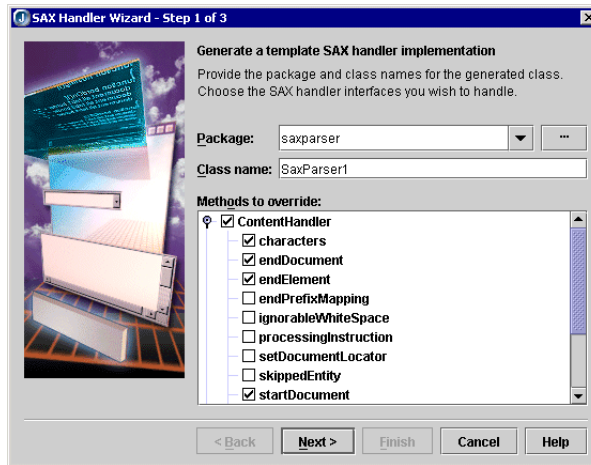 SAX Handler Wizard - Step 1 of 3
Generate a template SAX handler implementation
Provide the package and class names for the generated class.
Choose the SAX handler interfaces you wish to handle.
Package: saxparser ...
Class name: SaxParser1
Methods to override:
ContentHandler
characters
endDocument
endElement
endPrefixMapping
ignorableWhiteSpace
processingInstruction
setDocumentLocator
skippedEntity
startDocument
< Back Next > Finish Cancel Help